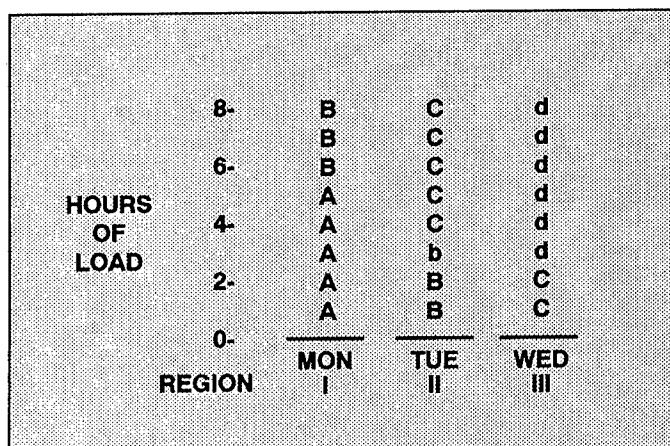 8- B C d
B C d
6- B C d
A C d
HOURS
OF
LOAD
4- A C d
A b d
2- A B C
A B C
0-
MON TUE WED
REGION I II III